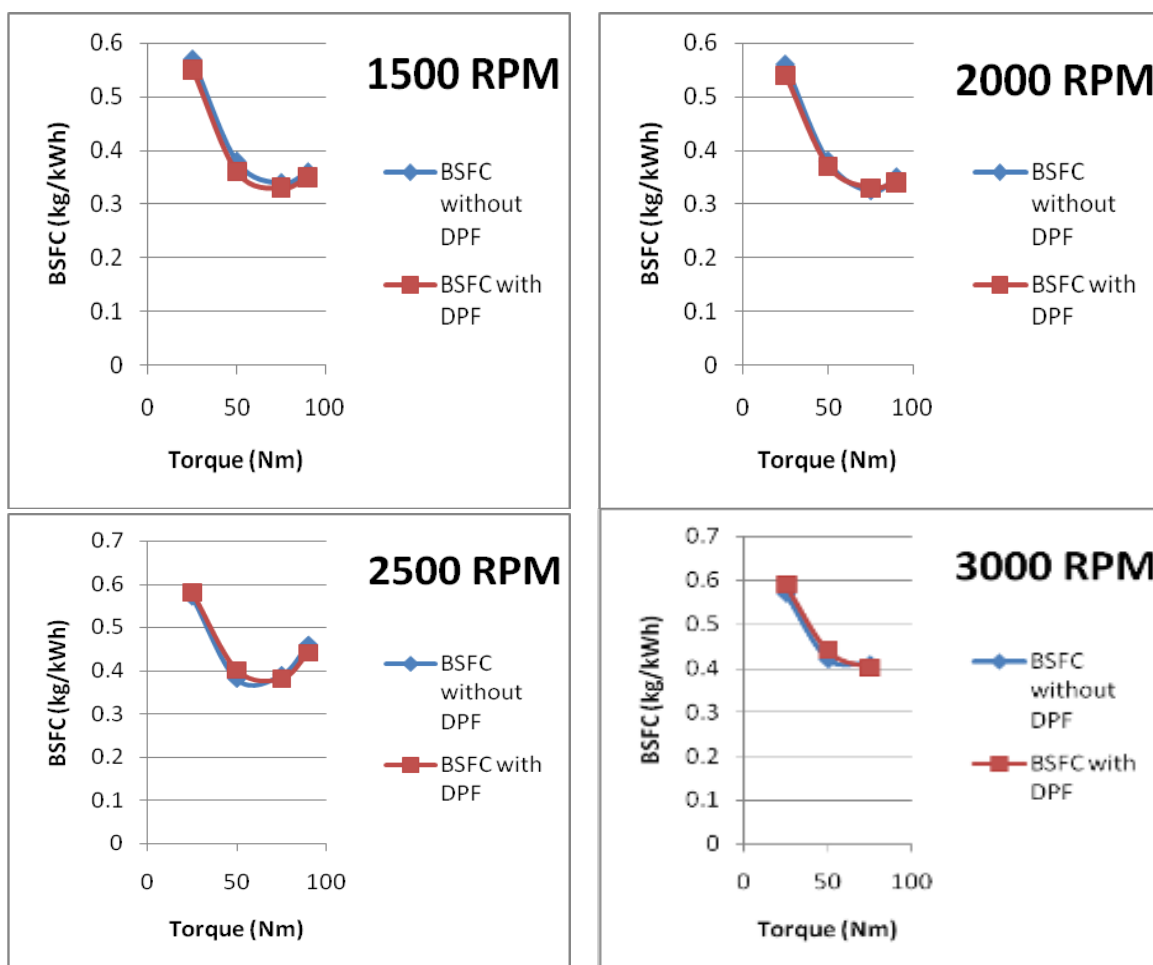 1500 RPM
0.6
0.5
0.4
0.3
0.2
0.1
0
BSFC (kg/kWh)
0
50
100
Torque (Nm)
BSFC
without
DPF
BSFC with
DPF
2000 RPM
0.6
0.5
0.4
0.3
0.2
0.1
0
BSFC (kg/kWh)
0
50
100
Torque (Nm)
BSFC
without
DPF
BSFC with
DPF
2500 RPM
0.7
0.6
0.5
0.4
0.3
0.2
0.1
0
BSFC (kg/kWh)
0
50
100
Torque (Nm)
BSFC
without
DPF
BSFC with
DPF
3000 RPM
0.7
0.6
0.5
0.4
0.3
0.2
0.1
0
BSFC (kg/kWh)
0
50
100
Torque (Nm)
BSFC
without
DPF
BSFC with
DPF